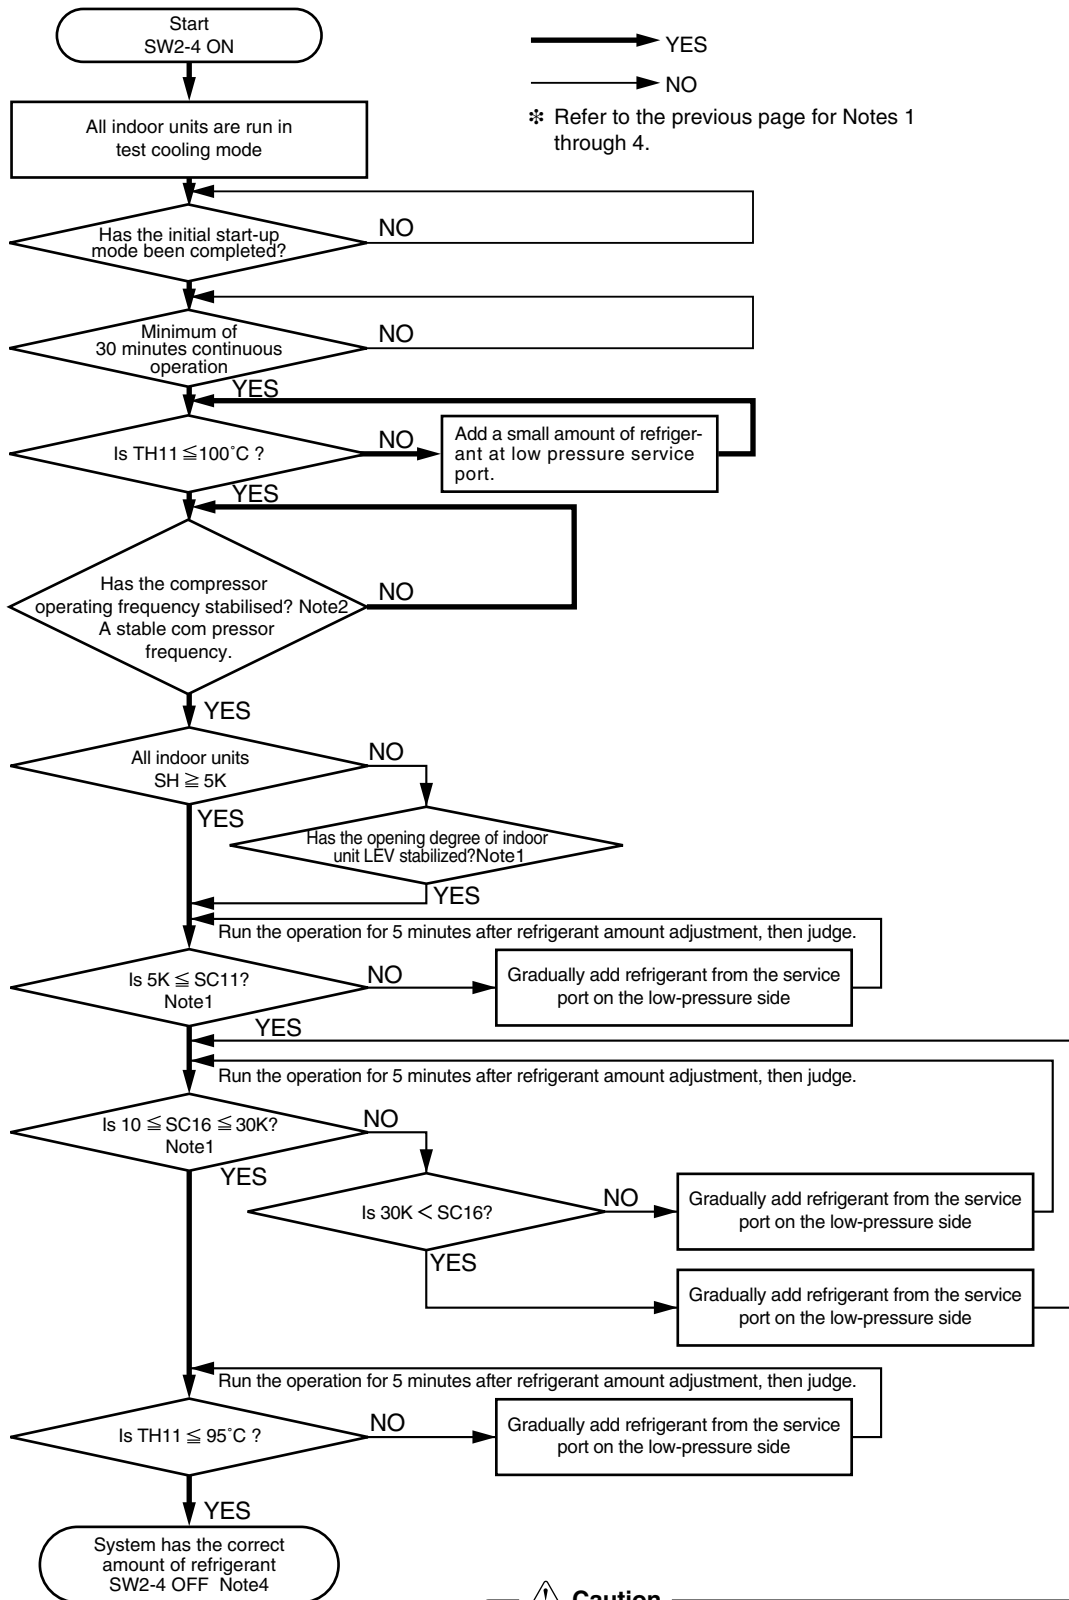 Start
SW2-4 ON
YES
NO
❇ Refer to the previous page for Notes 1
through 4.
All indoor units are run in
test cooling mode
Has the initial start-up
mode been completed?
NO
Minimum of
30 minutes continuous
operation
NO
YES
Is TH11 ≦100˚C ?
NO
Add a small amount of refriger-
ant at low pressure service
port.
YES
Has the compressor
operating frequency stabilised? Note2
A stable com pressor
frequency.
NO
YES
All indoor units
SH ≧ 5K
NO
YES
Has the opening degree of indoor
unit LEV stabilized?Note1
YES
Run the operation for 5 minutes after refrigerant amount adjustment, then judge.
Is 5K ≦ SC11?
Note1
NO
Gradually add refrigerant from the service
port on the low-pressure side
YES
Run the operation for 5 minutes after refrigerant amount adjustment, then judge.
Is 10 ≦ SC16 ≦ 30K?
Note1
NO
YES
Is 30K < SC16?
NO
Gradually add refrigerant from the service
port on the low-pressure side
YES
Gradually add refrigerant from the service
port on the low-pressure side
Run the operation for 5 minutes after refrigerant amount adjustment, then judge.
Is TH11 ≦ 95˚C ?
NO
Gradually add refrigerant from the service
port on the low-pressure side
YES
System has the correct
amount of refrigerant
SW2-4 OFF Note4
Caution